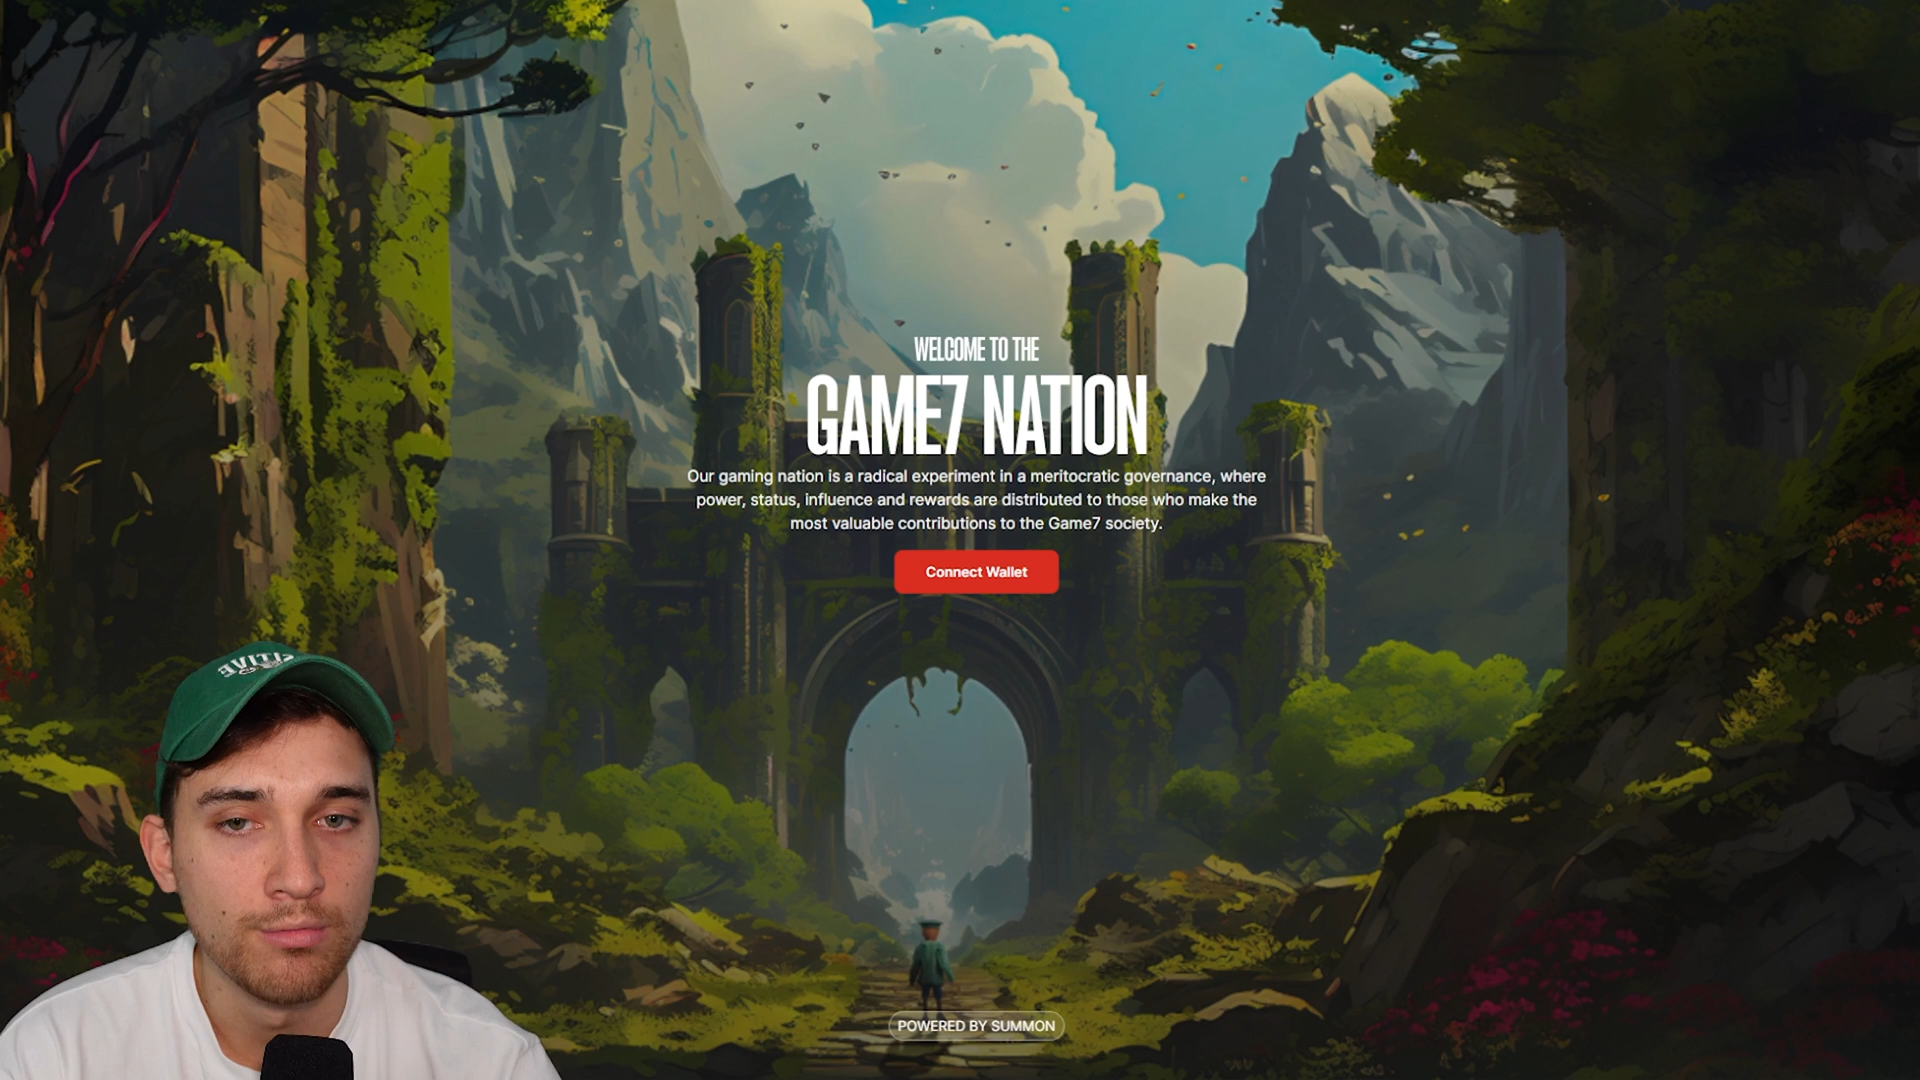 WELCOME TO THE
GAME7 NATION
Our gaming nation is a radical experiment in a meritocratic governance, where
power, status, influence and rewards are distributed to those who make the
most valuable contributions to the Game7 society.
Connect Wallet
POWERED BY SUMMON
SITIVE